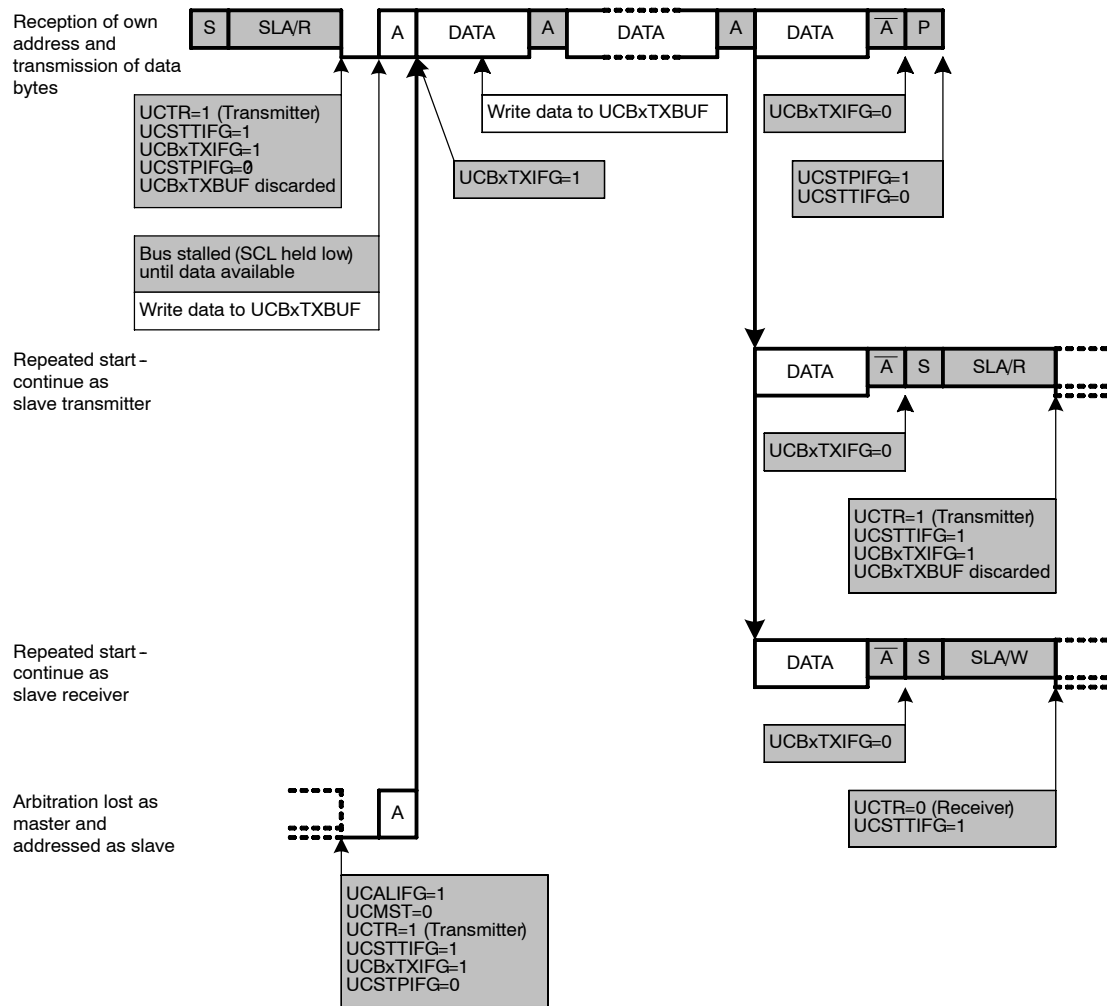 Reception of own
address and
transmission of data
bytes
S SLA/R A DATA A DATA A DATA A P
UCTR=1 (Transmitter)
UCSTTIFG=1
UCBxTXIFG=1
UCSTPIFG=0
UCBxTXBUF discarded
Write data to UCBxTXBUF
UCBxTXIFG=1
UCBxTXIFG=0
UCSTPIFG=1
UCSTTIFG=0
Bus stalled (SCL held low)
until data available
Write data to UCBxTXBUF
Repeated start –
continue as
slave transmitter
DATA A S SLA/R
UCBxTXIFG=0
UCTR=1 (Transmitter)
UCSTTIFG=1
UCBxTXIFG=1
UCBxTXBUF discarded
Repeated start –
continue as
slave receiver
DATA A S SLA/W
UCBxTXIFG=0
UCTR=0 (Receiver)
UCSTTIFG=1
Arbitration lost as
master and
addressed as slave
A
UCALIFG=1
UCMST=0
UCTR=1 (Transmitter)
UCSTTIFG=1
UCBxTXIFG=1
UCSTPIFG=0